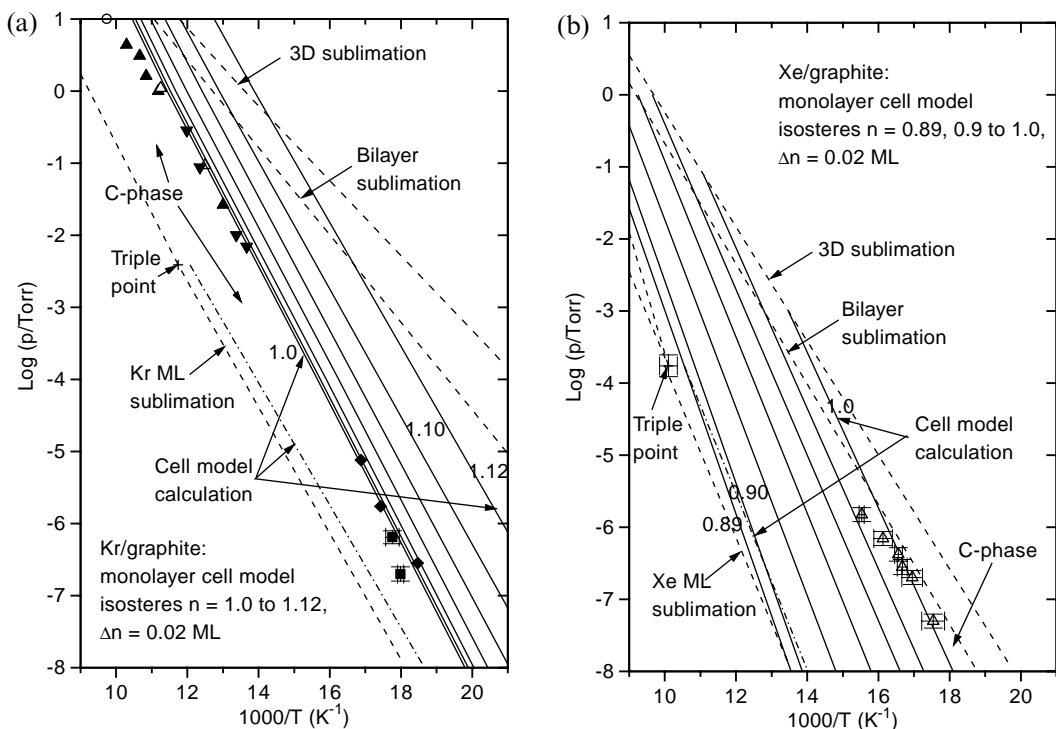 (a)
1
0
-1
-2
-3
-4
-5
-6
-7
-8
Log (p/Torr)
3D sublimation
Bilayer
sublimation
C-phase
Triple
point
Kr ML
sublimation
1.0
1.10
1.12
Cell model
calculation
Kr/graphite:
monolayer cell model
isosteres n = 1.0 to 1.12,
Δn = 0.02 ML
10 12 14 16 18 20
1000/T (K⁻¹)
(b)
1
0
-1
-2
-3
-4
-5
-6
-7
-8
Log (p/Torr)
Xe/graphite:
monolayer cell model
isosteres n = 0.89, 0.9 to 1.0,
Δn = 0.02 ML
3D sublimation
Bilayer
sublimation
1.0
Triple
point
Cell model
calculation
0.90
0.89
C-phase
Xe ML
sublimation
10 12 14 16 18 20
1000/T (K⁻¹)